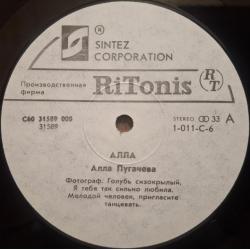 ®
SINTEZ
CORPORATION
Производственная
фирма
RiTonis
RT
С60 31589 000
31589
STEREO 33 A
1-011-C-6
АЛЛА
Алла Пугачева
Фотограф. Голубь сизокрылый.
Я тебя так сильно любила.
Молодой человек, пригласите
танцевать.